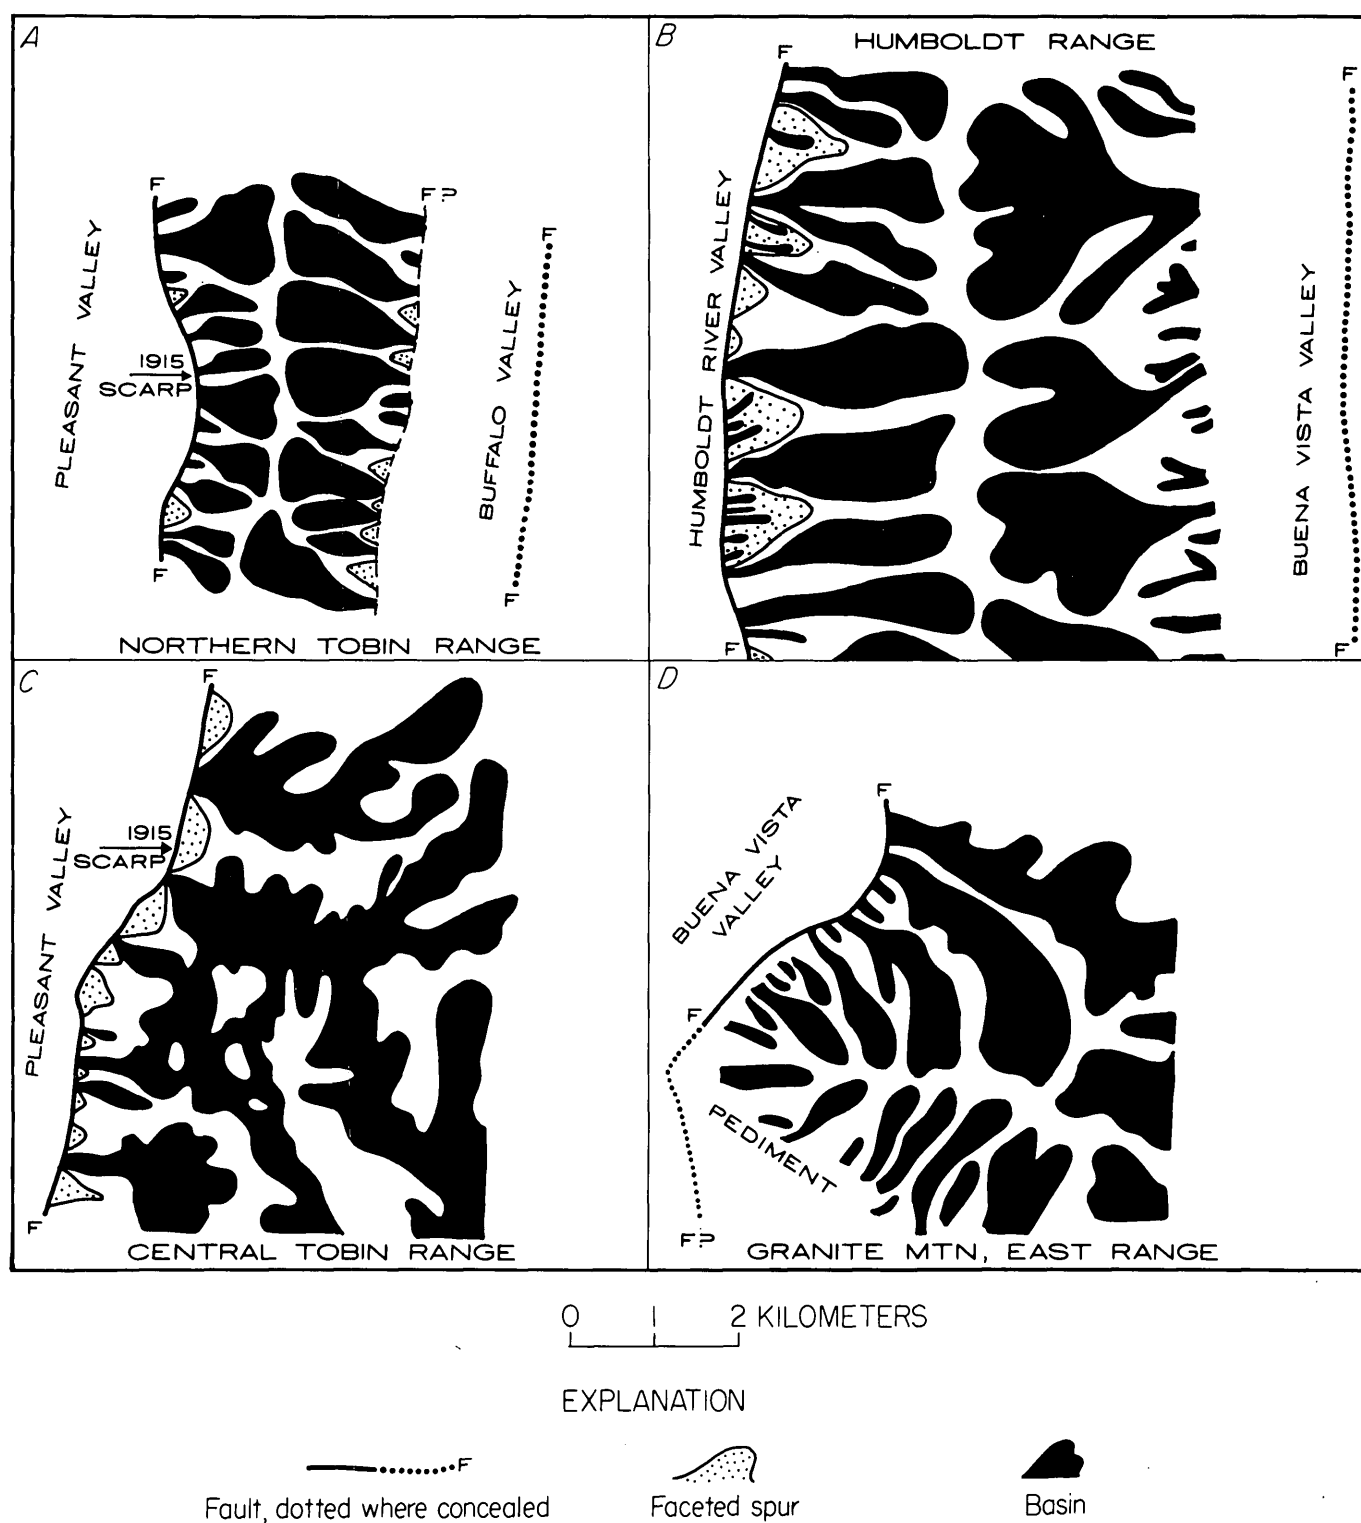 A
F
F?
PLEASANT VALLEY
1915
SCARP
F
BUFFALO VALLEY
F
F
NORTHERN TOBIN RANGE
B
HUMBOLDT RANGE
F
F
HUMBOLDT RIVER VALLEY
BUENA VISTA VALLEY
F
F
C
F
PLEASANT VALLEY
1915
SCARP
F
CENTRAL TOBIN RANGE
D
F
BUENA VISTA
VALLEY
F
PEDIMENT
F?
GRANITE MTN, EAST RANGE
0 1 2 KILOMETERS
EXPLANATION
F
Fault, dotted where concealed
Faceted spur
Basin